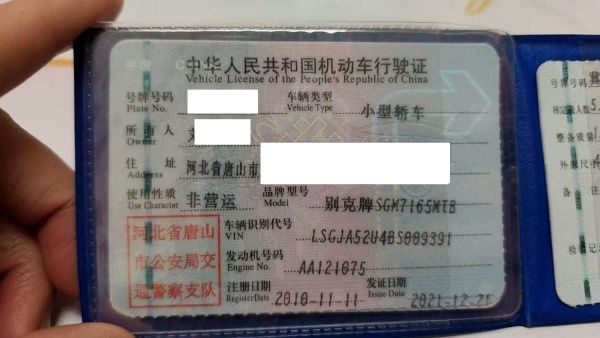 中华人民共和国机动车行驶证
Vehicle License of the People's Republic of China
号牌号码
Plate No.
车辆类型
Vehicle Type
小型轿车
所有人
Owner
住址
Address
河北省唐山市
使用性质
Use Character
非营运
品牌型号
Model
别克牌SGM7165MTB
河北省唐山
市公安局交
通警察支队
车辆识别代号
VIN
LSGJA52U4BS009391
发动机号码
Engine No.
AA121075
注册日期
Register Date
2010-11-11
发证日期
Issue Date
2021-12-21